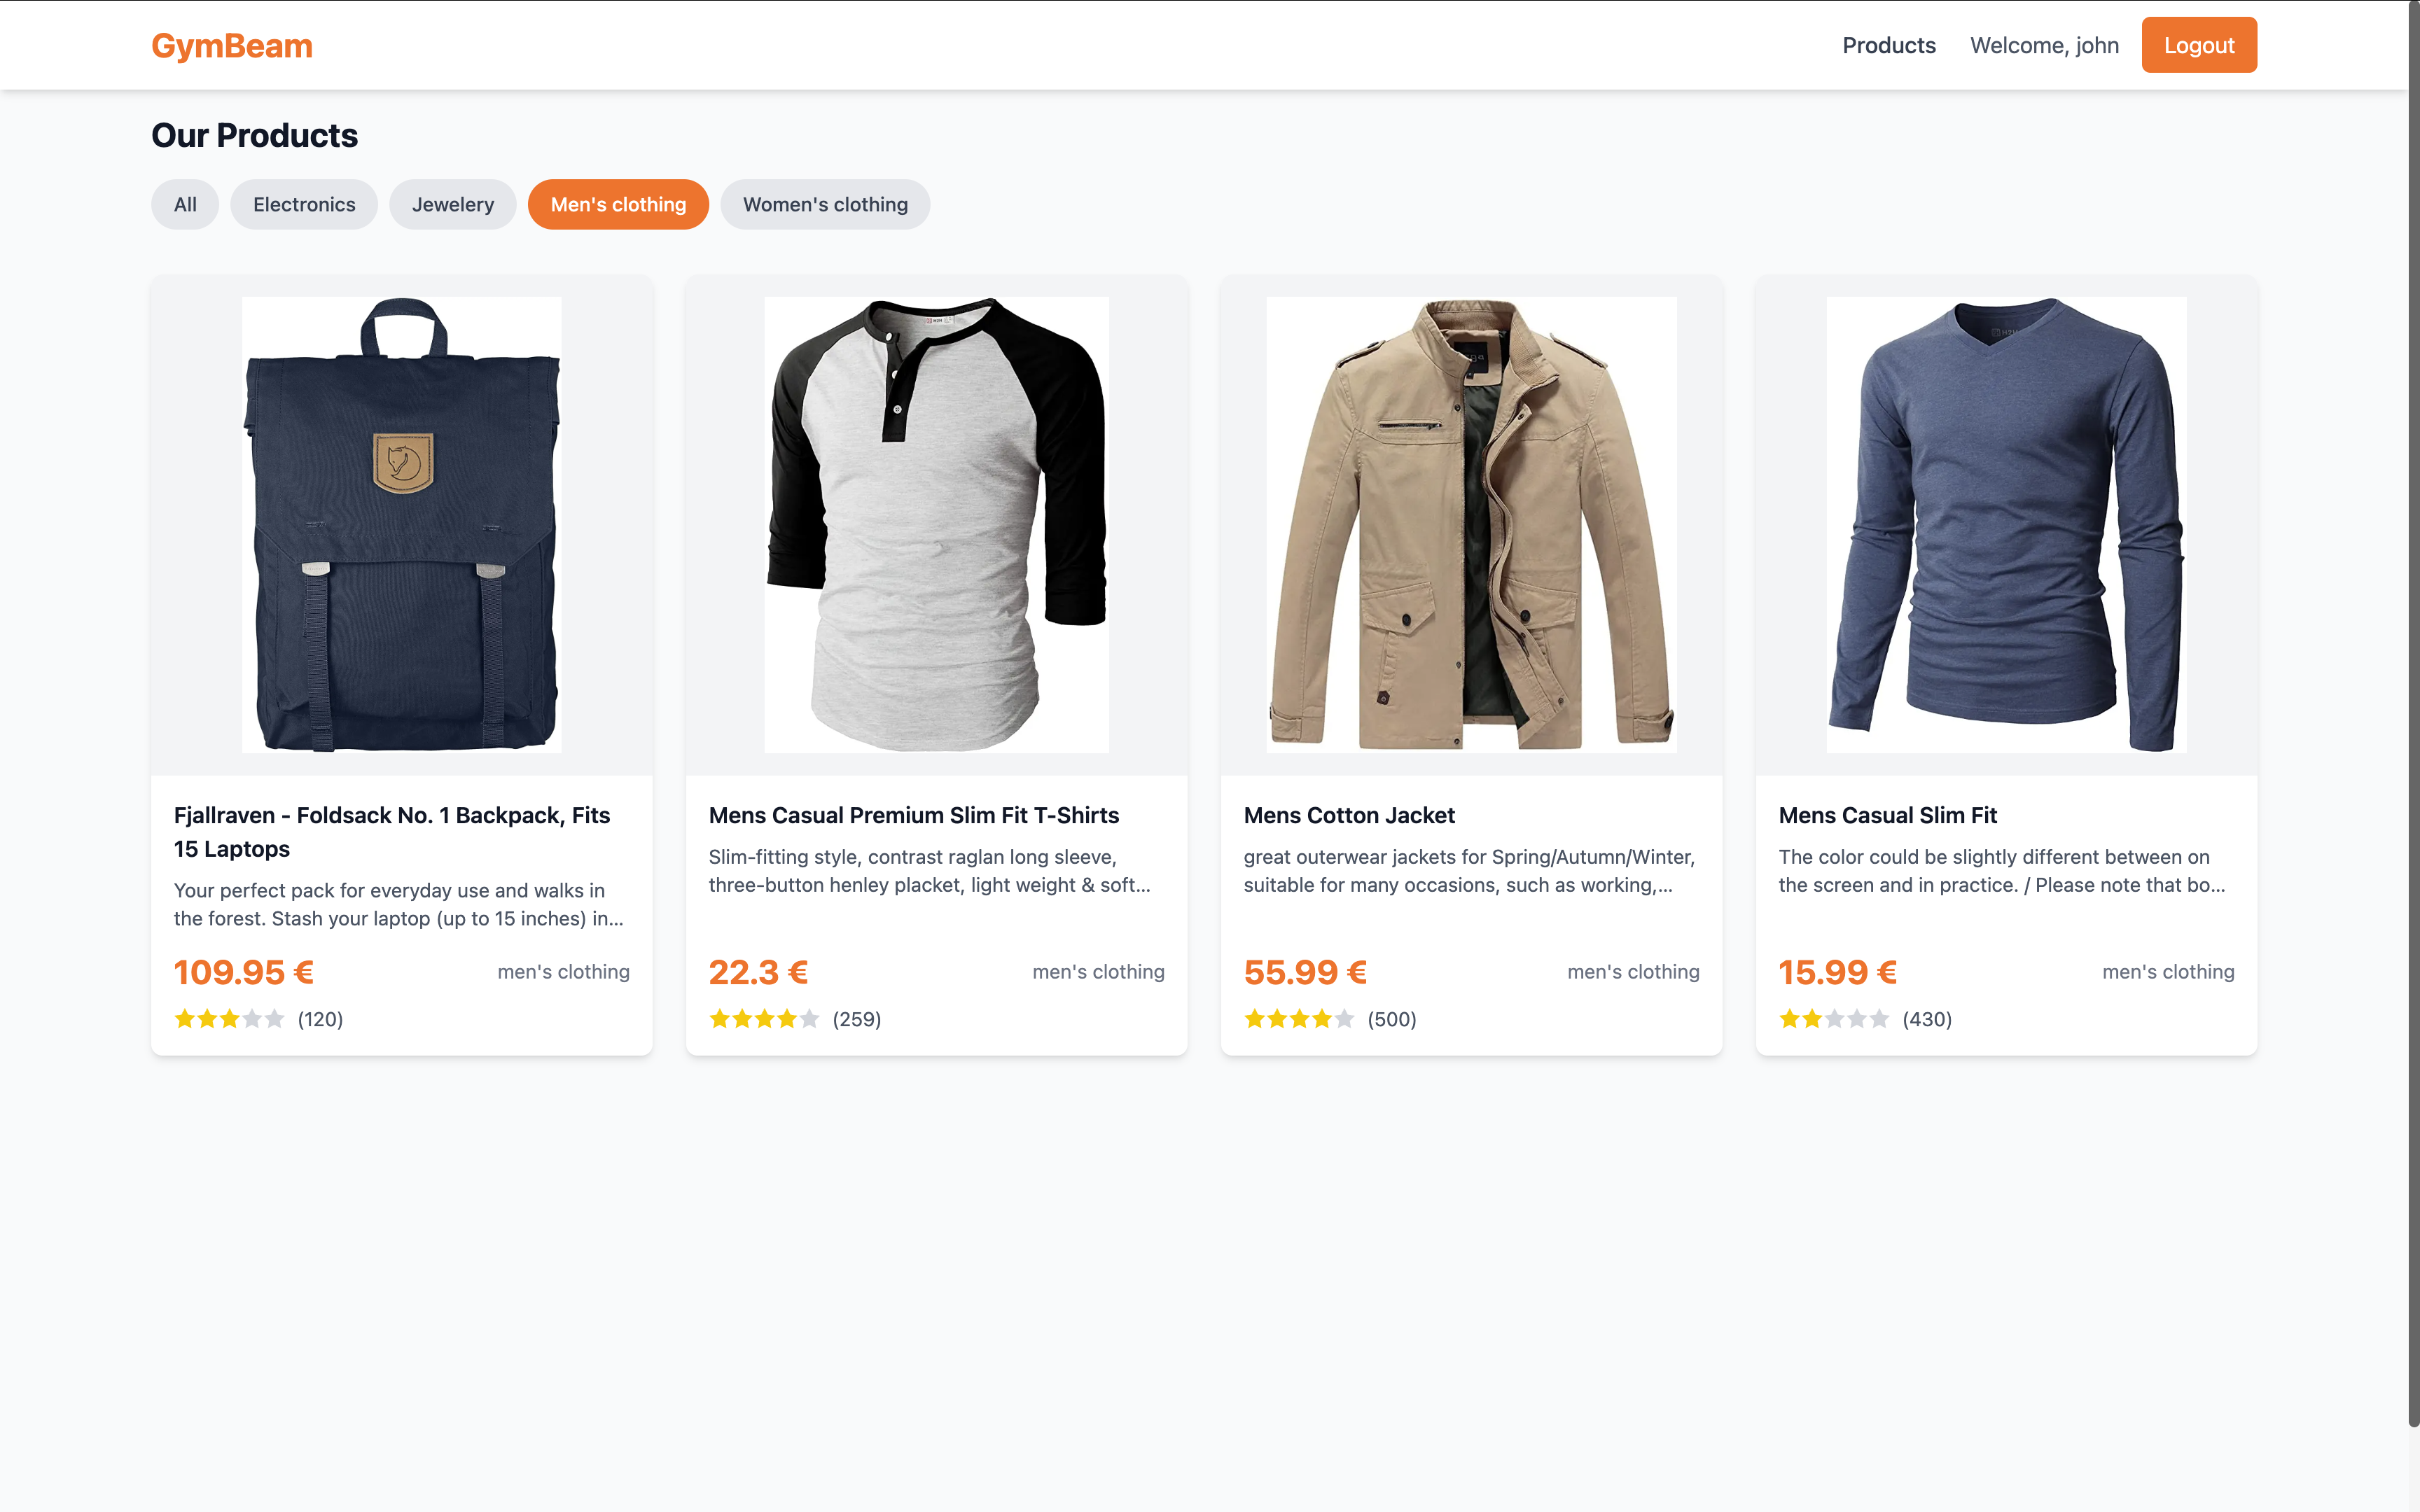 GymBeam
Products
Welcome, john
Logout
Our Products
All
Electronics
Jewelery
Men's clothing
Women's clothing
Fjallraven - Foldsack No. 1 Backpack, Fits
15 Laptops
Your perfect pack for everyday use and walks in
the forest. Stash your laptop (up to 15 inches) in...
109.95 €
men's clothing
(120)
Mens Casual Premium Slim Fit T-Shirts
Slim-fitting style, contrast raglan long sleeve,
three-button henley placket, light weight & soft...
22.3 €
men's clothing
(259)
Mens Cotton Jacket
great outerwear jackets for Spring/Autumn/Winter,
suitable for many occasions, such as working,...
55.99 €
men's clothing
(500)
Mens Casual Slim Fit
The color could be slightly different between on
the screen and in practice. / Please note that bo...
15.99 €
men's clothing
(430)